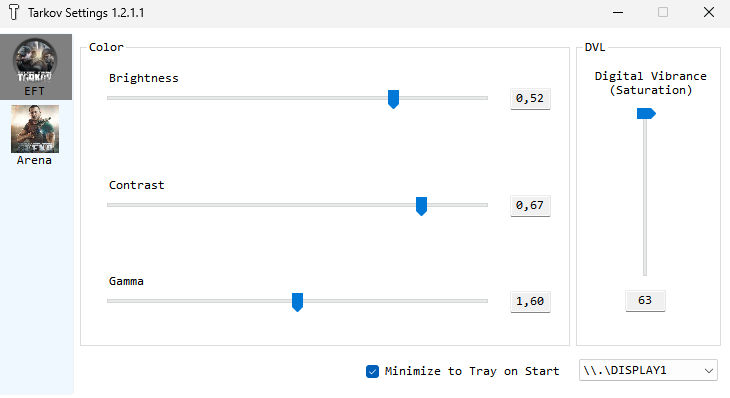 Tarkov Settings 1.2.1.1
EFT
Arena
Color
Brightness
0,52
Contrast
0,67
Gamma
1,60
DVL
Digital Vibrance
(Saturation)
63
Minimize to Tray on Start
\\.\DISPLAY1